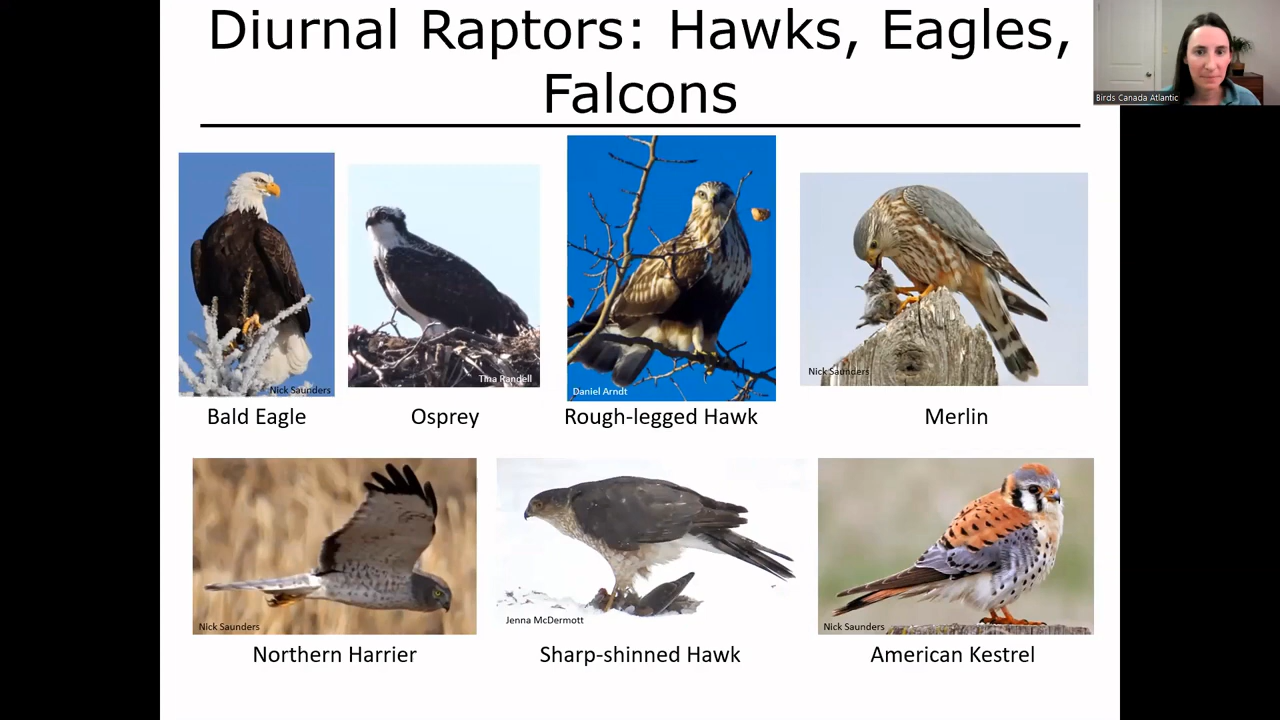 Diurnal Raptors: Hawks, Eagles,
Falcons
Birds Canada Atlantic
Nick Saunders
Tina Randell
Daniel Arndt
Nick Saunders
Bald Eagle
Osprey
Rough-legged Hawk
Merlin
Nick Saunders
Jenna McDermott
Nick Saunders
Northern Harrier
Sharp-shinned Hawk
American Kestrel